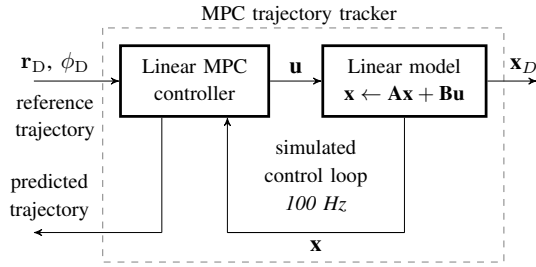 MPC trajectory tracker
r_D, ϕ_D
reference
trajectory
Linear MPC
controller
u
Linear model
x ← Ax + Bu
x_D
simulated
control loop
100 Hz
predicted
trajectory
x